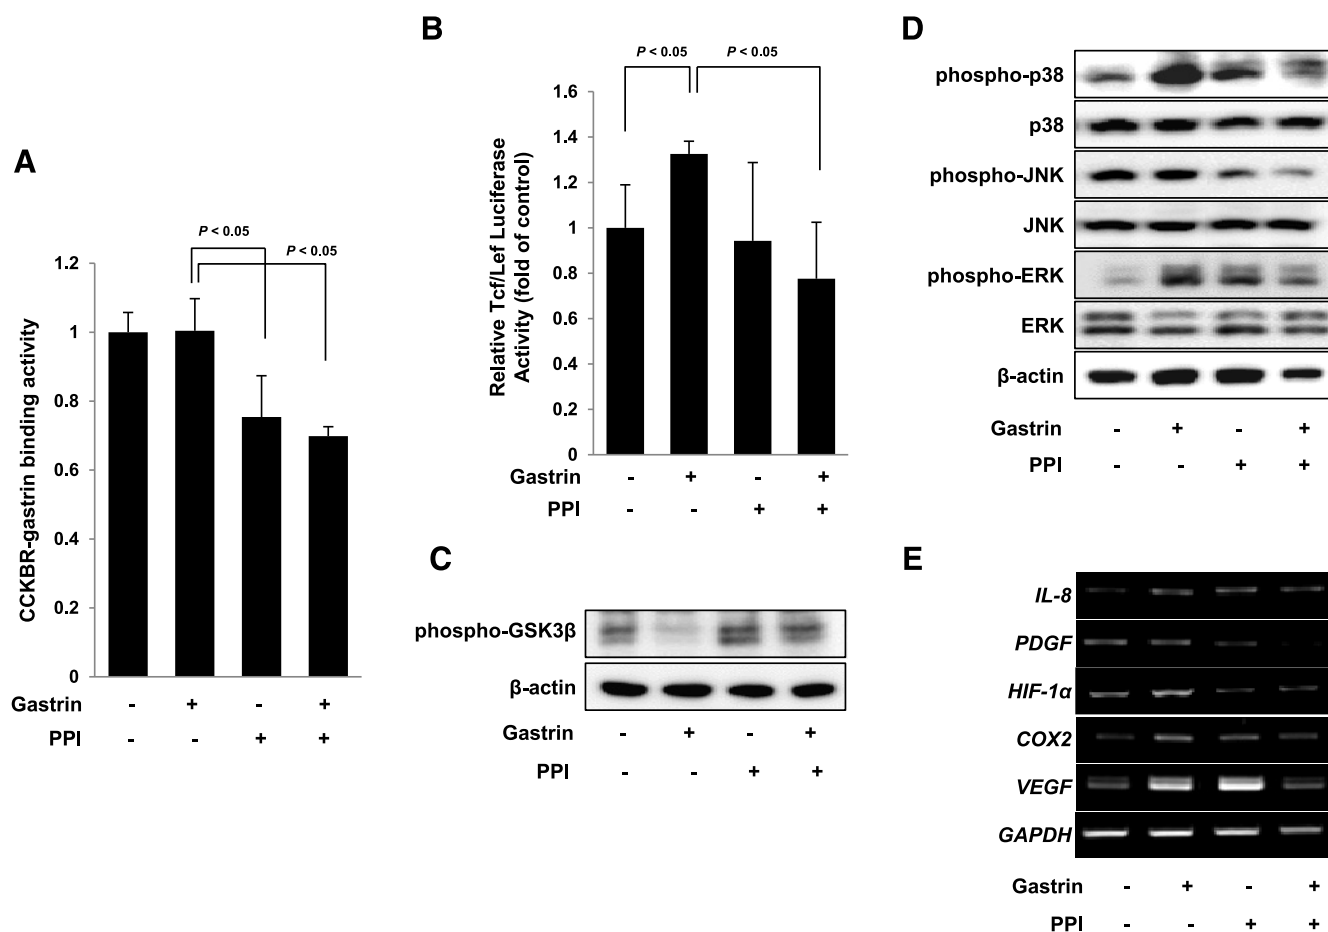 A
P < 0.05
P < 0.05
CCKBR-gastrin binding activity
1.2
1
0.8
0.6
0.4
0.2
0
Gastrin - + - +
PPI - - + +
B
P < 0.05
P < 0.05
Relative Tcf/Lef Luciferase
Activity (fold of control)
1.6
1.4
1.2
1
0.8
0.6
0.4
0.2
0
Gastrin - + - +
PPI - - + +
C
phospho-GSK3β
β-actin
Gastrin - + - +
PPI - - + +
D
phospho-p38
p38
phospho-JNK
JNK
phospho-ERK
ERK
β-actin
Gastrin - + - +
PPI - - + +
E
IL-8
PDGF
HIF-1α
COX2
VEGF
GAPDH
Gastrin - + - +
PPI - - + +